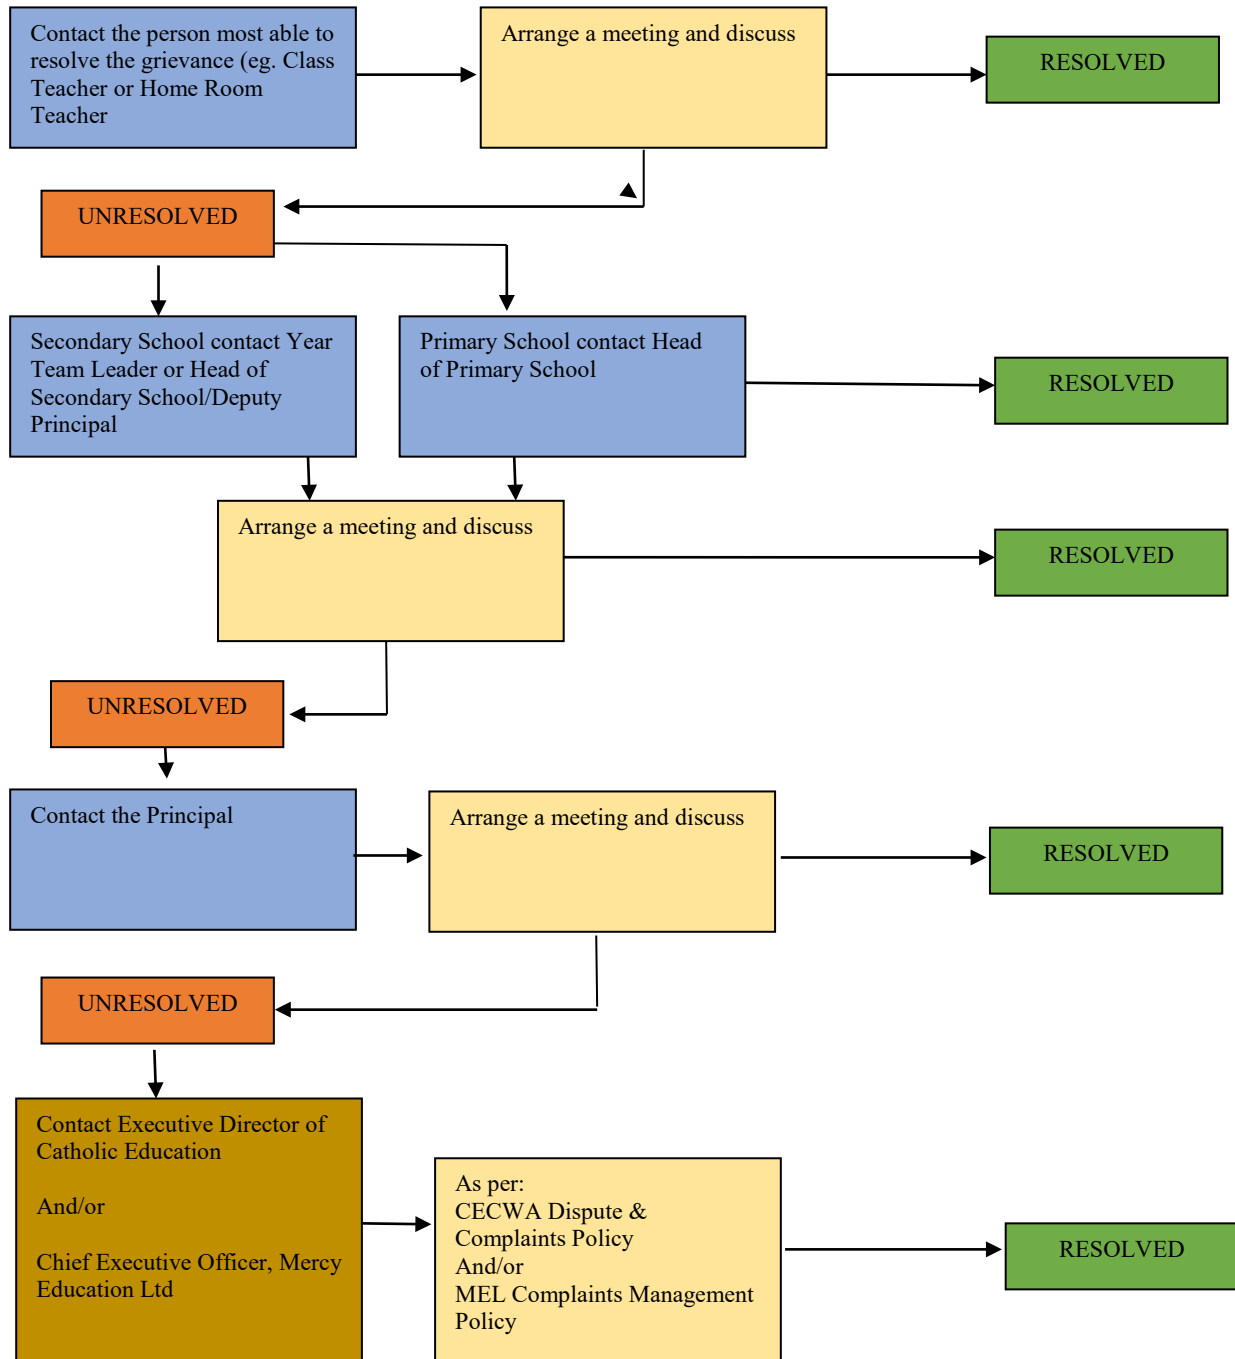 Contact the person most able to
resolve the grievance (eg. Class
Teacher or Home Room
Teacher
Arrange a meeting and discuss
RESOLVED
UNRESOLVED
Secondary School contact Year
Team Leader or Head of
Secondary School/Deputy
Principal
Primary School contact Head
of Primary School
RESOLVED
Arrange a meeting and discuss
RESOLVED
UNRESOLVED
Contact the Principal
Arrange a meeting and discuss
RESOLVED
UNRESOLVED
Contact Executive Director of
Catholic Education
And/or
Chief Executive Officer, Mercy
Education Ltd
As per:
CECWA Dispute &
Complaints Policy
And/or
MEL Complaints Management
Policy
RESOLVED